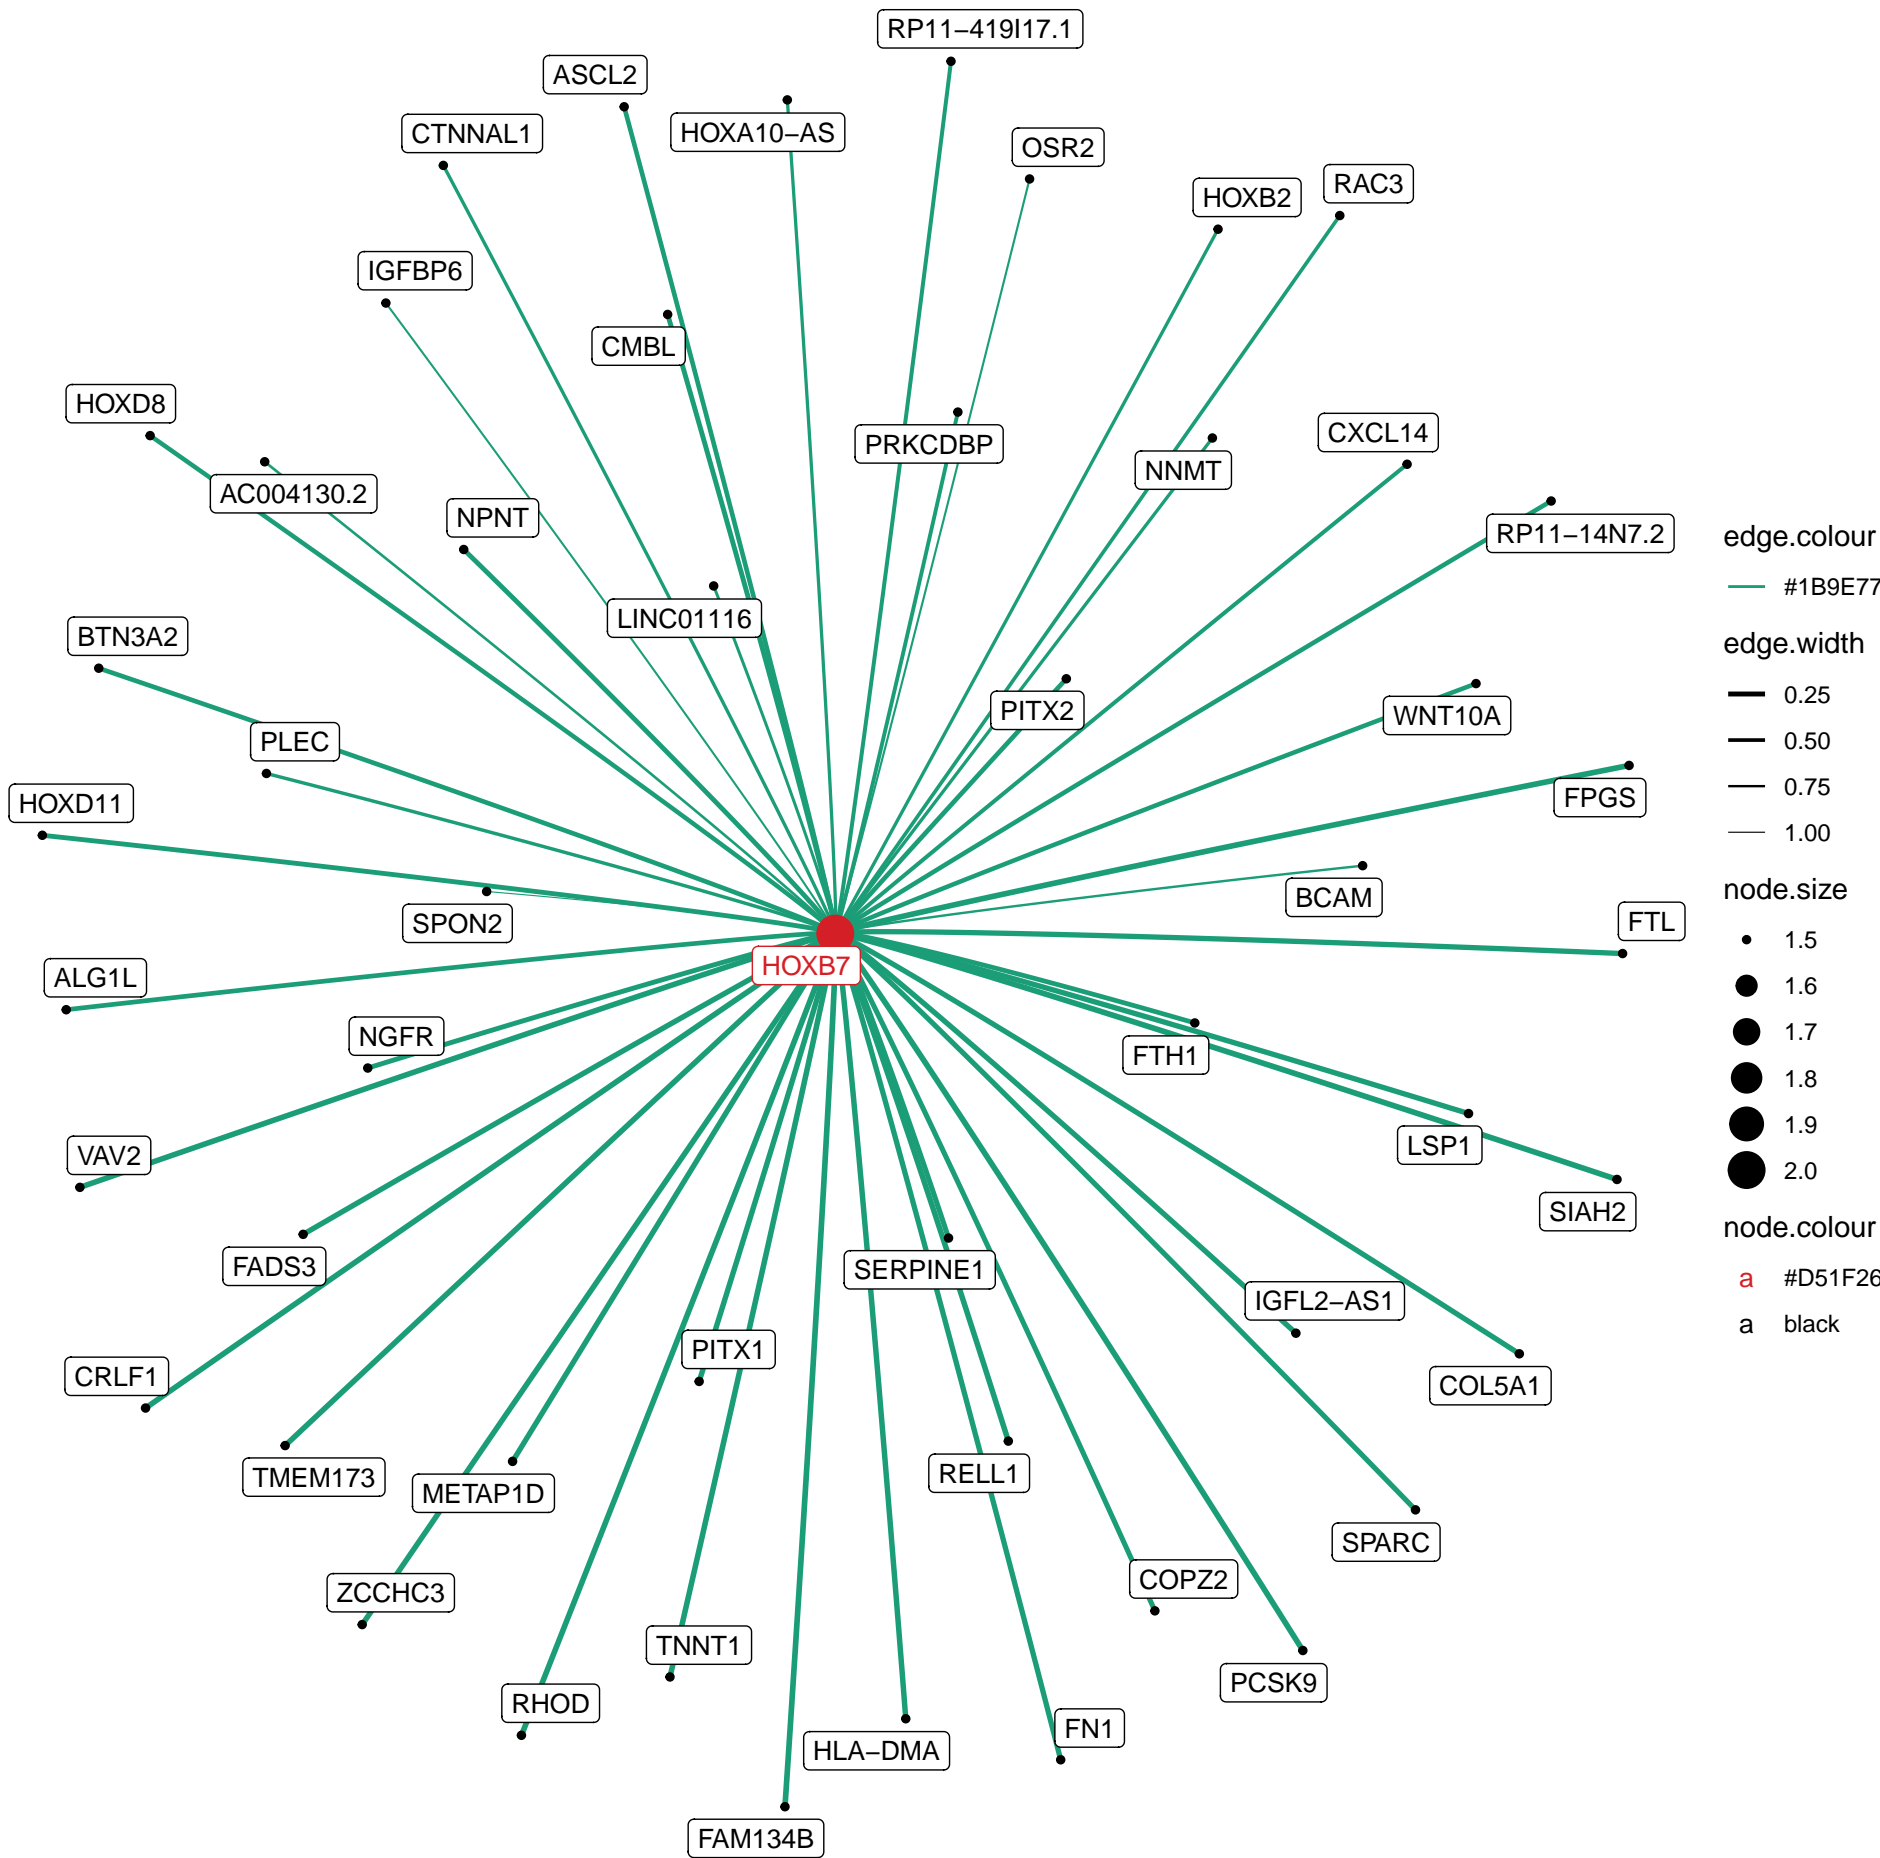 RP11−419I17.1
ASCL2
HOXA10−AS
CTNNAL1
OSR2
RAC3
HOXB2
IGFBP6
CMBL
HOXD8
CXCL14
PRKCDBP
NNMT
AC004130.2
NPNT
RP11−14N7.2
LINC01116
BTN3A2
PITX2
WNT10A
PLEC
FPGS
HOXD11
BCAM
SPON2
FTL
HOXB7
ALG1L
NGFR
FTH1
LSP1
VAV2
SIAH2
FADS3
SERPINE1
IGFL2−AS1
PITX1
CRLF1
COL5A1
RELL1
TMEM173
METAP1D
SPARC
COPZ2
ZCCHC3
TNNT1
PCSK9
RHOD
FN1
HLA−DMA
FAM134B
edge.colour
#1B9E77
edge.width
0.25
0.50
0.75
1.00
node.size
1.5
1.6
1.7
1.8
1.9
2.0
node.colour
a #D51F26
a black